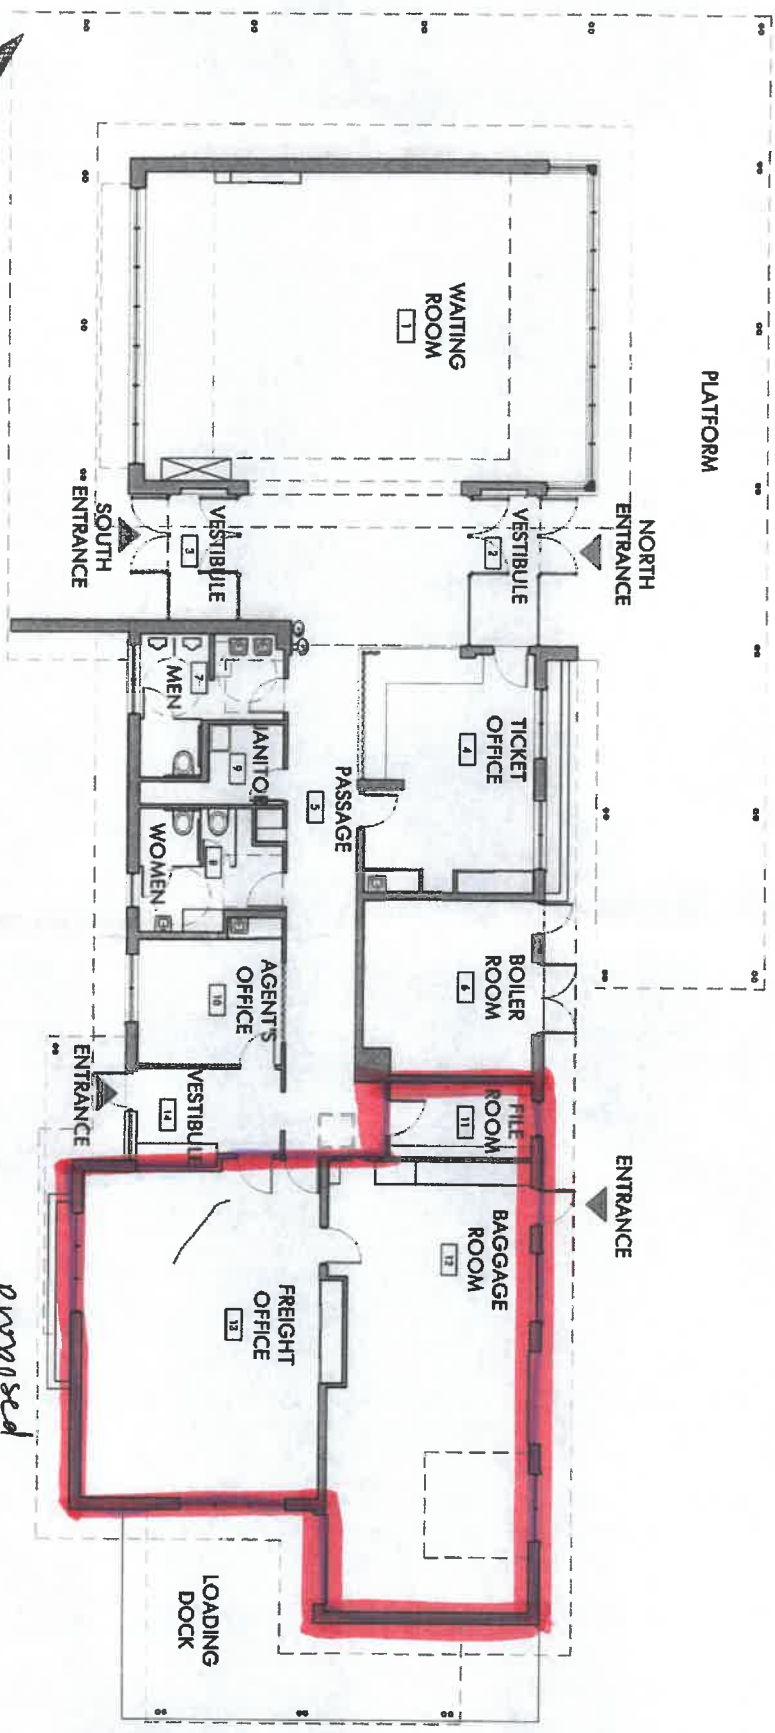 PLATFORM
NORTH
ENTRANCE
ENTRANCE
VESTIBULE
2
TICKET
OFFICE
4
BOILER
ROOM
6
FILE
ROOM
11
BAGGAGE
ROOM
12
WAITING
ROOM
1
PASSAGE
5
FREIGHT
OFFICE
13
VESTIBULE
3
MEN
7
JANITOR
9
WOMEN
8
AGENT'S
OFFICE
10
VESTIBULE
14
LOADING
DOCK
SOUTH
ENTRANCE
ENTRANCE
proposed